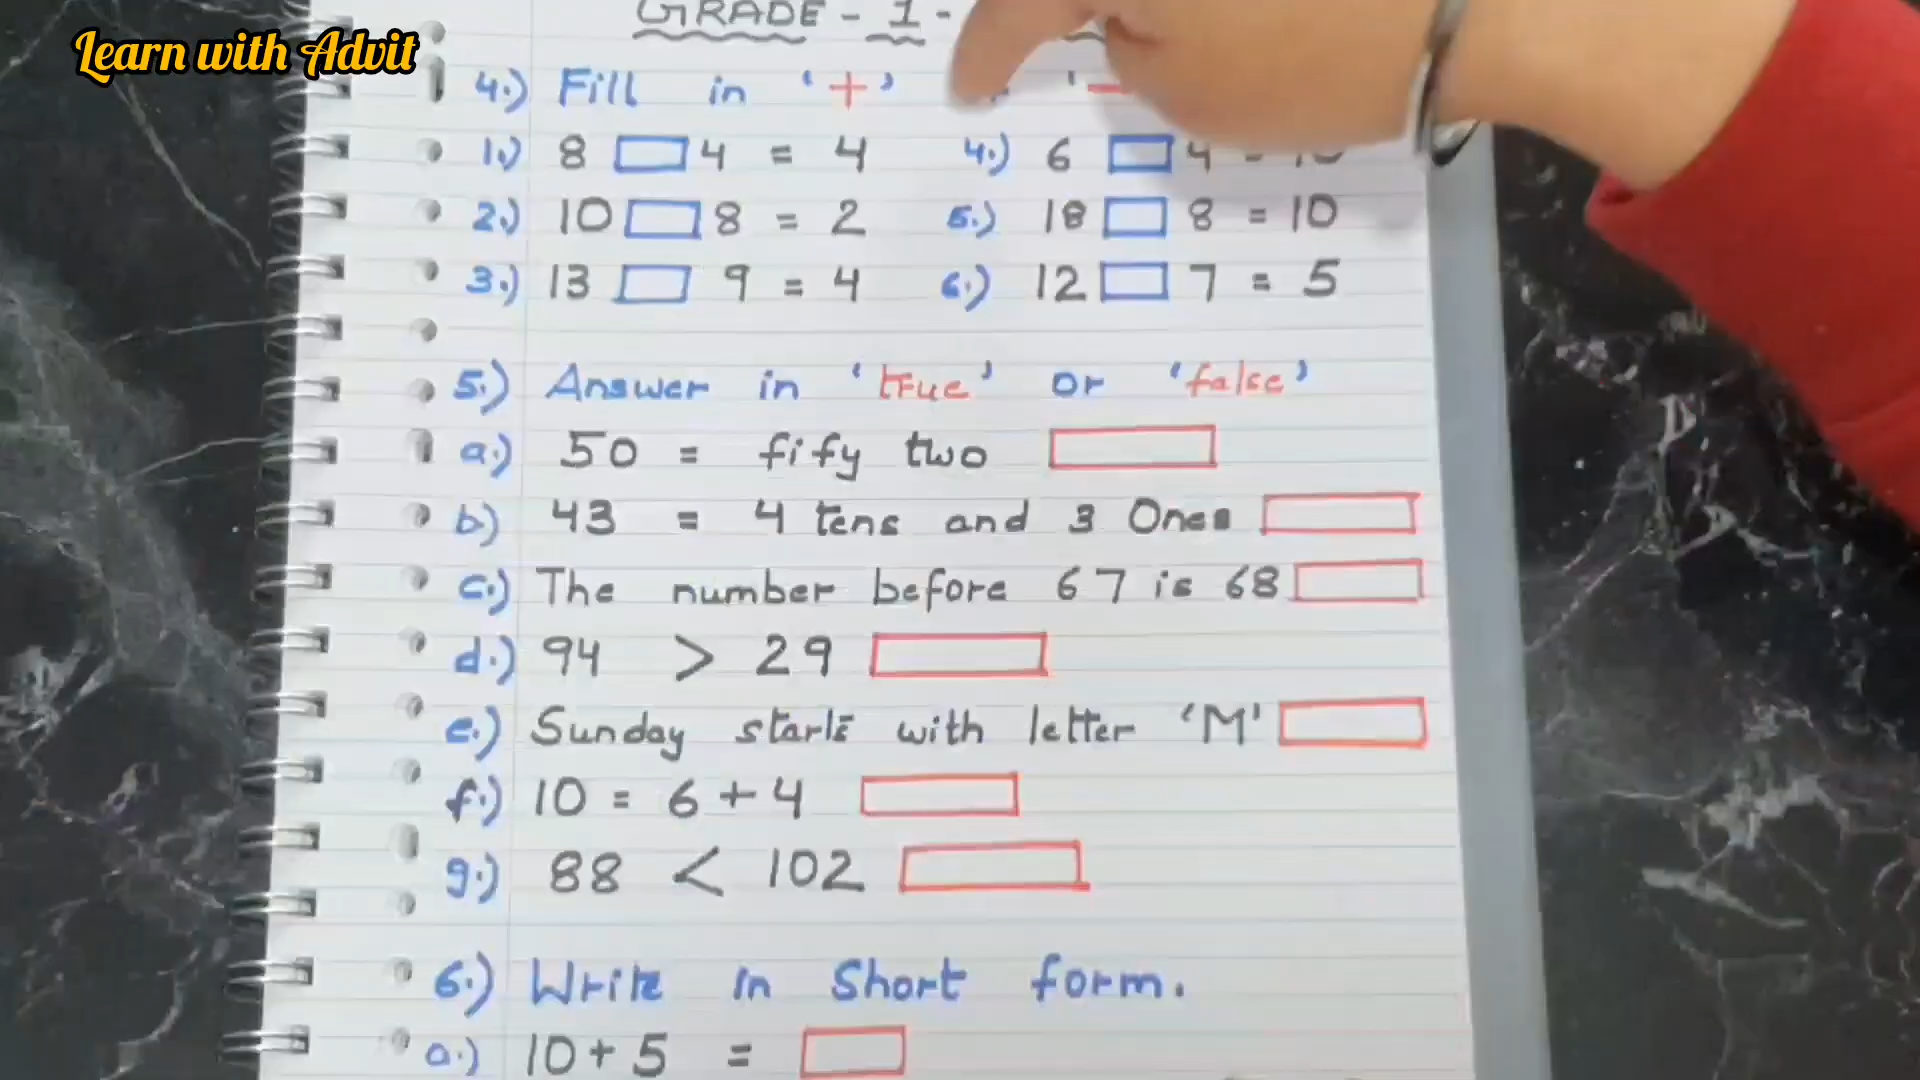 Learn with Advit
GRADE - 1 -
4.) Fill in '+' '-
1.) 8 4 = 4
4.) 6 4 =
2.) 10 8 = 2
5.) 18 8 = 10
3.) 13 9 = 4
6.) 12 7 = 5
5.) Answer in 'true' or 'false'
a.) 50 = fify two
b) 43 = 4 tens and 3 Ones
c.) The number before 67 is 68
d.) 94 > 29
e.) Sunday starts with letter 'M'
f.) 10 = 6 + 4
g.) 88 < 102
6.) Write in Short form.
a.) 10 + 5 =